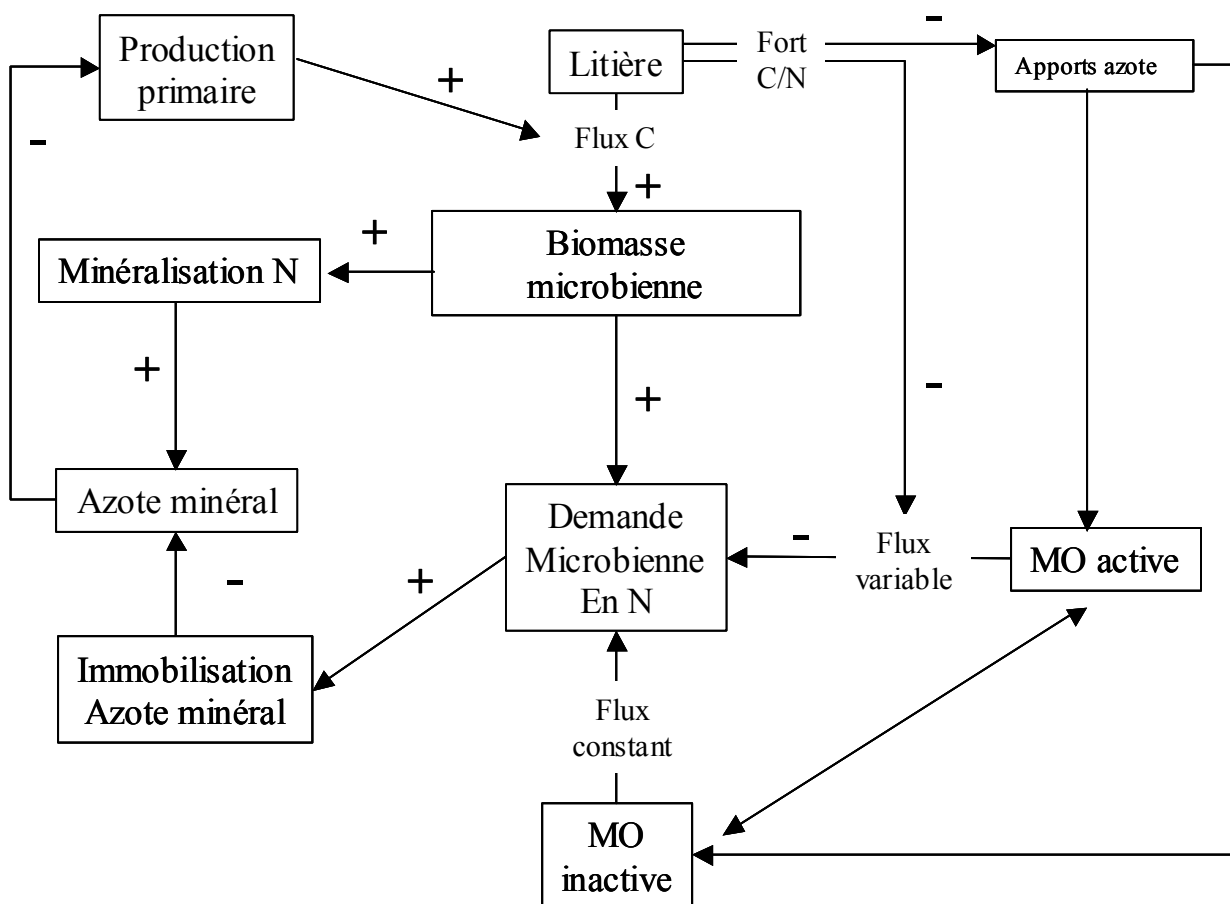 Production
primaire
+
Litière
Fort
C/N
-
Apports azote
-
Flux C
+
Biomasse
microbienne
+
Minéralisation N
+
+
-
Azote minéral
Demande
Microbienne
En N
-
Flux
variable
MO active
-
+
Immobilisation
Azote minéral
Flux
constant
MO
inactive